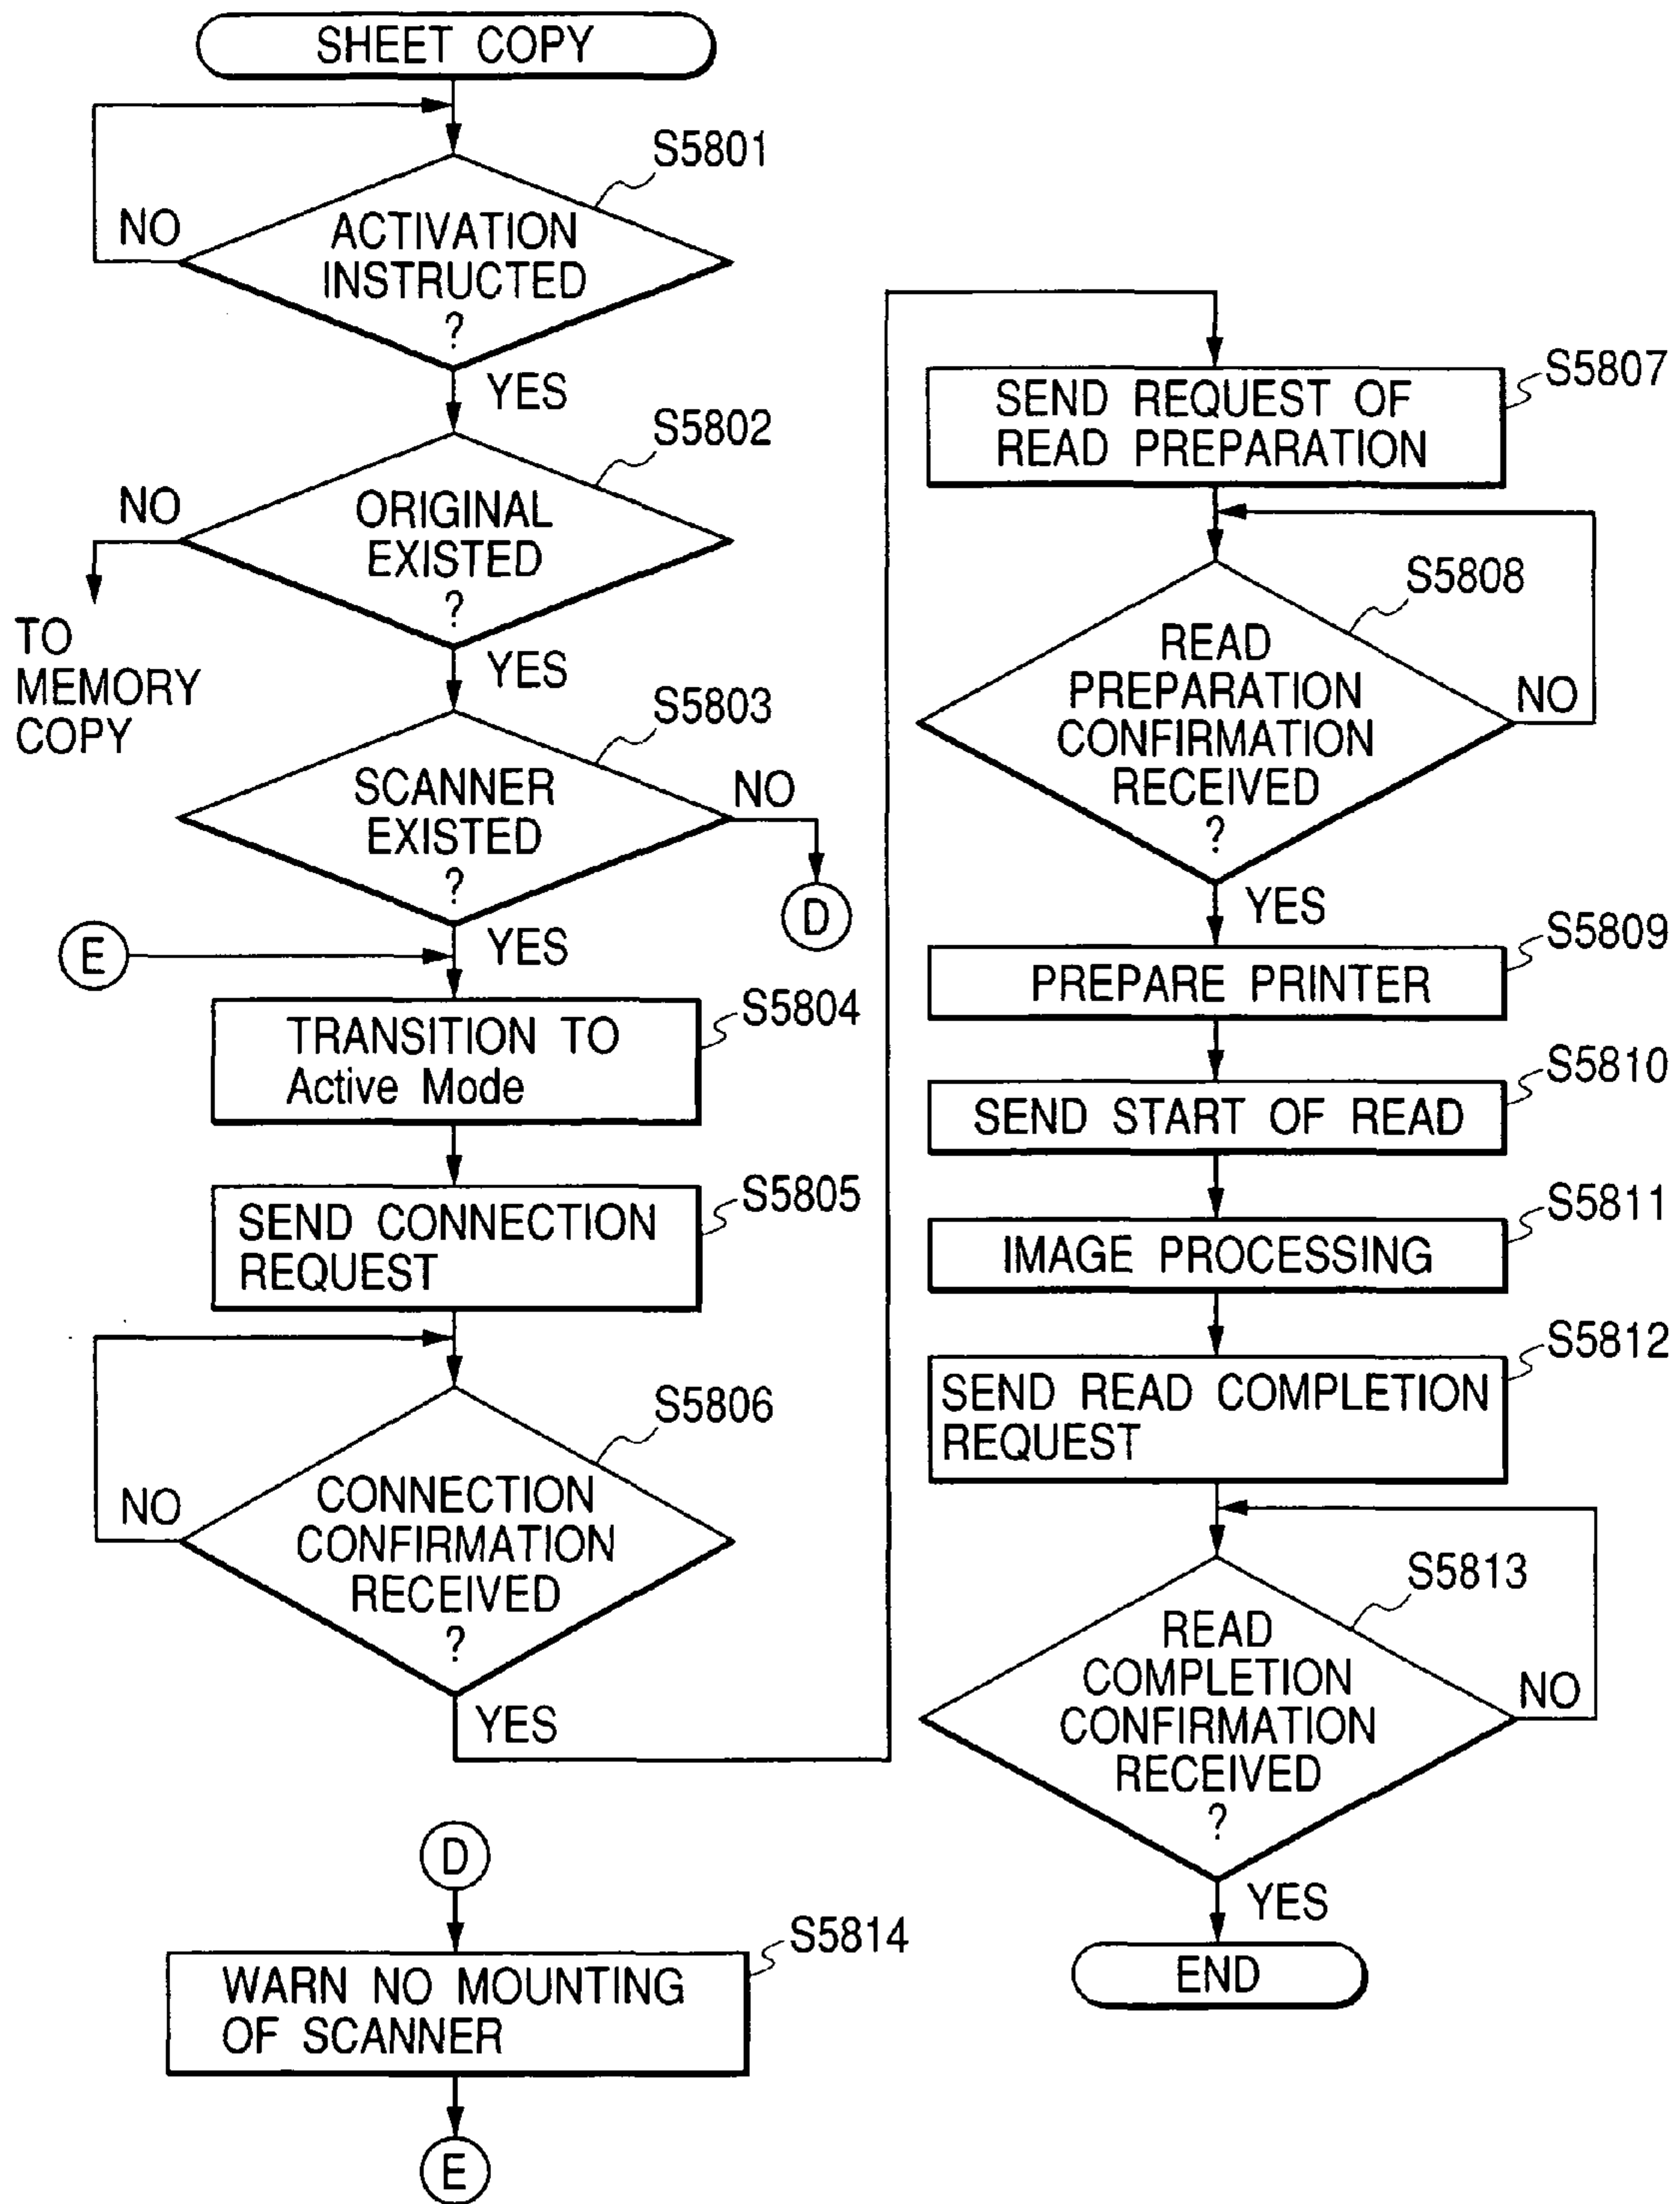 SHEET COPY
S5801
NO
ACTIVATION
INSTRUCTED
?
YES
S5802
NO
ORIGINAL
EXISTED
?
TO
MEMORY
COPY
YES
S5803
SCANNER
EXISTED
?
NO
D
E
YES
S5804
TRANSITION TO
Active Mode
S5805
SEND CONNECTION
REQUEST
S5806
NO
CONNECTION
CONFIRMATION
RECEIVED
?
YES
S5807
SEND REQUEST OF
READ PREPARATION
S5808
READ
PREPARATION
CONFIRMATION
RECEIVED
?
NO
YES
S5809
PREPARE PRINTER
S5810
SEND START OF READ
S5811
IMAGE PROCESSING
S5812
SEND READ COMPLETION
REQUEST
S5813
READ
COMPLETION
CONFIRMATION
RECEIVED
?
NO
YES
END
D
S5814
WARN NO MOUNTING
OF SCANNER
E